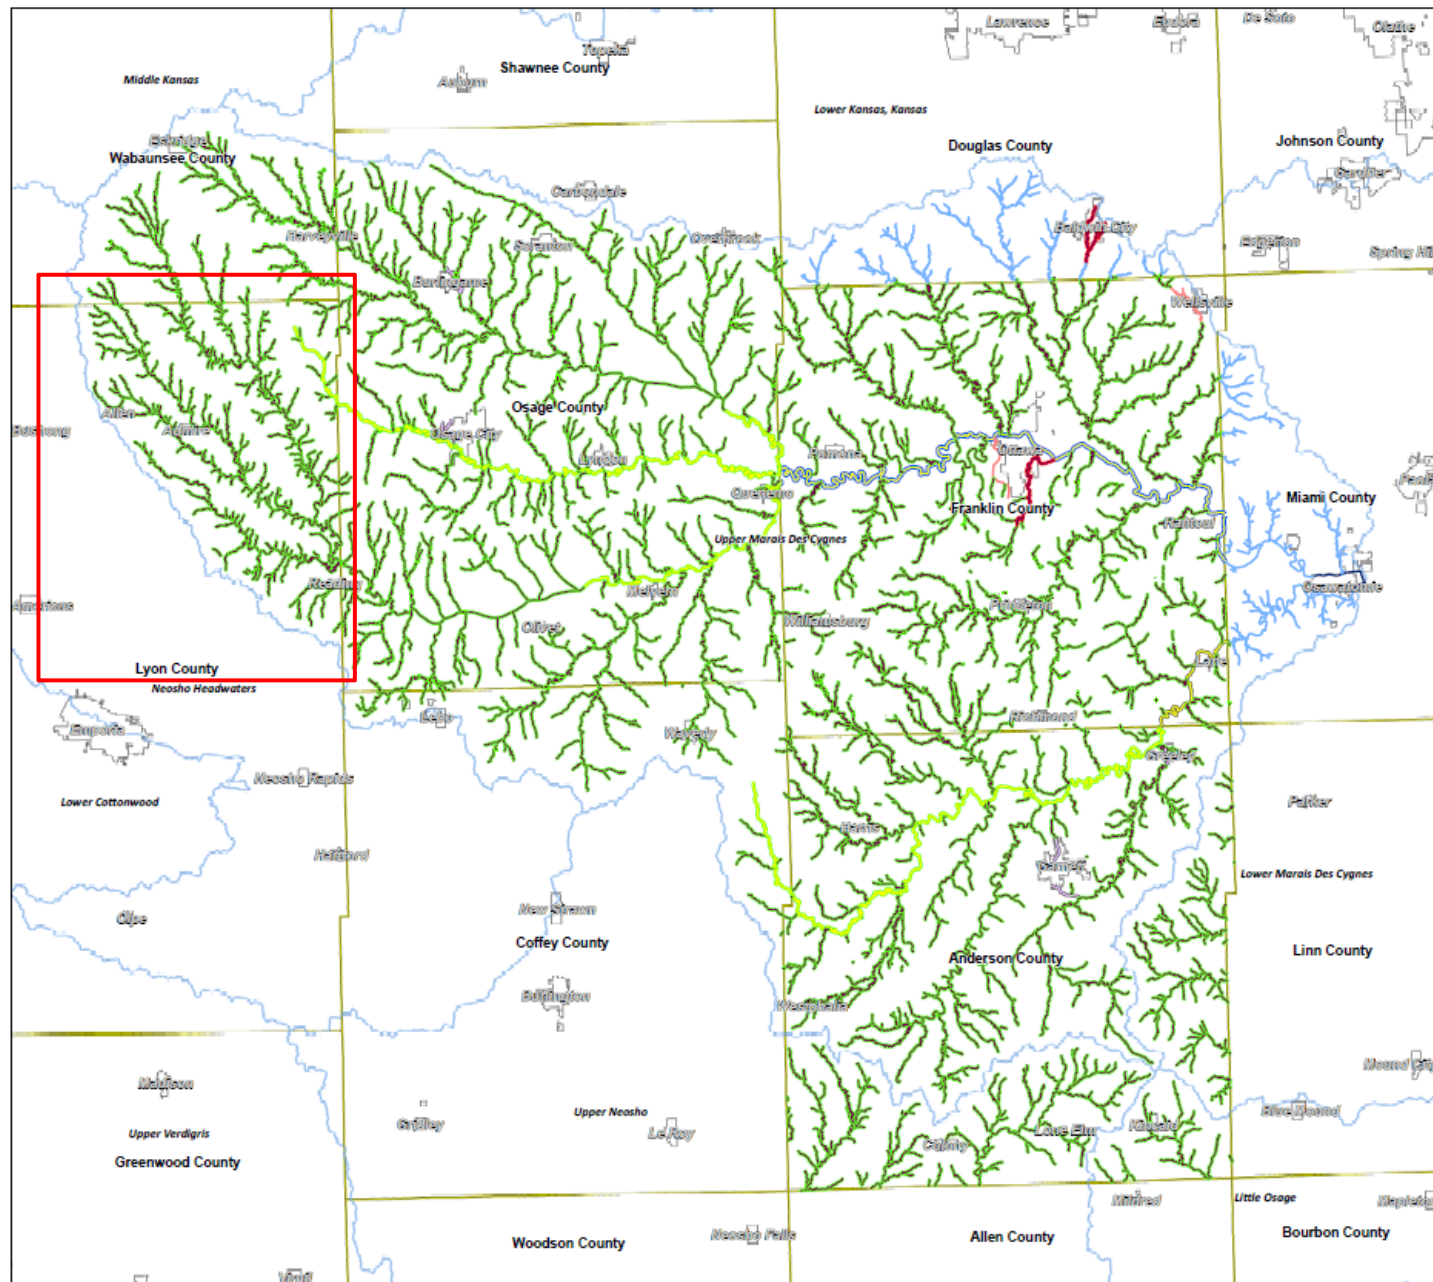 Lawrence
Eudora
De Soto
Olathe
Topeka
Shawnee County
Auburn
Middle Kansas
Lower Kansas, Kansas
Eskridge
Wabaunsee County
Douglas County
Johnson County
Gardner
Carbondale
Baldwin City
Harveyville
Scranton
Overbrook
Edgerton
Spring Hill
Burlingame
Wellsville
Allen
Admire
Bushong
Osage County
Osage City
Lyndon
Pomona
Ottawa
Quenemo
Paola
Miami County
Franklin County
Rantoul
Upper Marais Des Cygnes
Reading
Melvern
Osawatomie
Americus
Olivet
Williamsburg
Princeton
Lyon County
Neosho Headwaters
Lane
Emporia
Lebo
Waverly
Richmond
Greeley
Neosho Rapids
Lower Cottonwood
Parker
Harris
Hartford
Garnett
Lower Marais Des Cygnes
Olpe
New Strawn
Coffey County
Anderson County
Linn County
Burlington
Westphalia
Madison
Mound City
Upper Neosho
Gridley
Le Roy
Blue Mound
Upper Verdigris
Greenwood County
Colony
Lone Elm
Kincaid
Mildred
Little Osage
Mapleton
Woodson County
Neosho Falls
Allen County
Bourbon County
Virgil